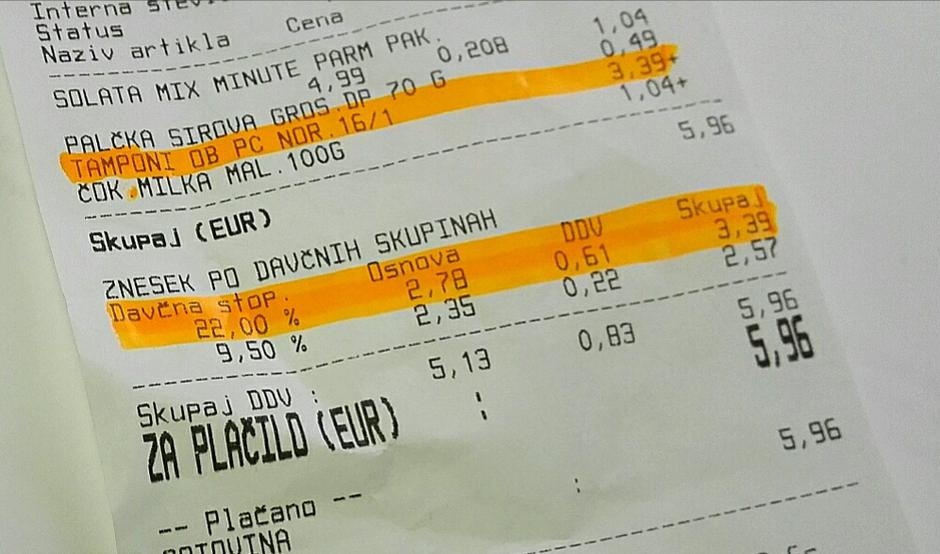 Interna štev
Status
Naziv artikla Cena
SOLATA MIX MINUTE PARM PAK.
4,99 0,208 1,04
PALČKA SIROVA GROS.DP 70 G 0,49
TAMPONI OB PC NOR.16/1 3,39+
ČOK.MILKA MAL.100G 1,04+
Skupaj (EUR) 5,96
ZNESEK PO DAVČNIH SKUPINAH
Davčna stop. Osnova DDV Skupaj
22,00 % 2,78 0,61 3,39
9,50 % 2,35 0,22 2,57
Skupaj DDV : 5,13 0,83 5,96
ZA PLAČILO (EUR) : 5,96
-- Plačano --
GOTOVINA : 5,96